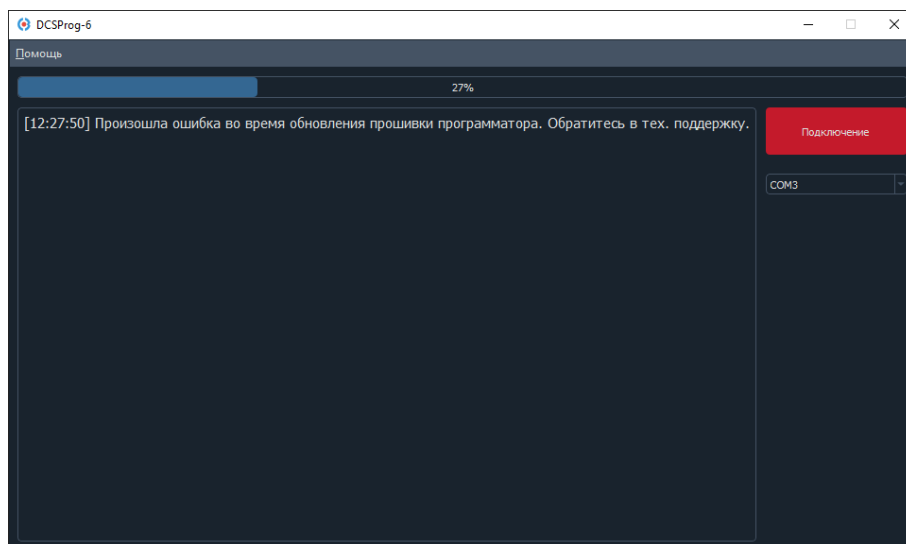 DCSProg-6
Помощь
27%
[12:27:50] Произошла ошибка во время обновления прошивки программатора. Обратитесь в тех. поддержку.
Подключение
COM3